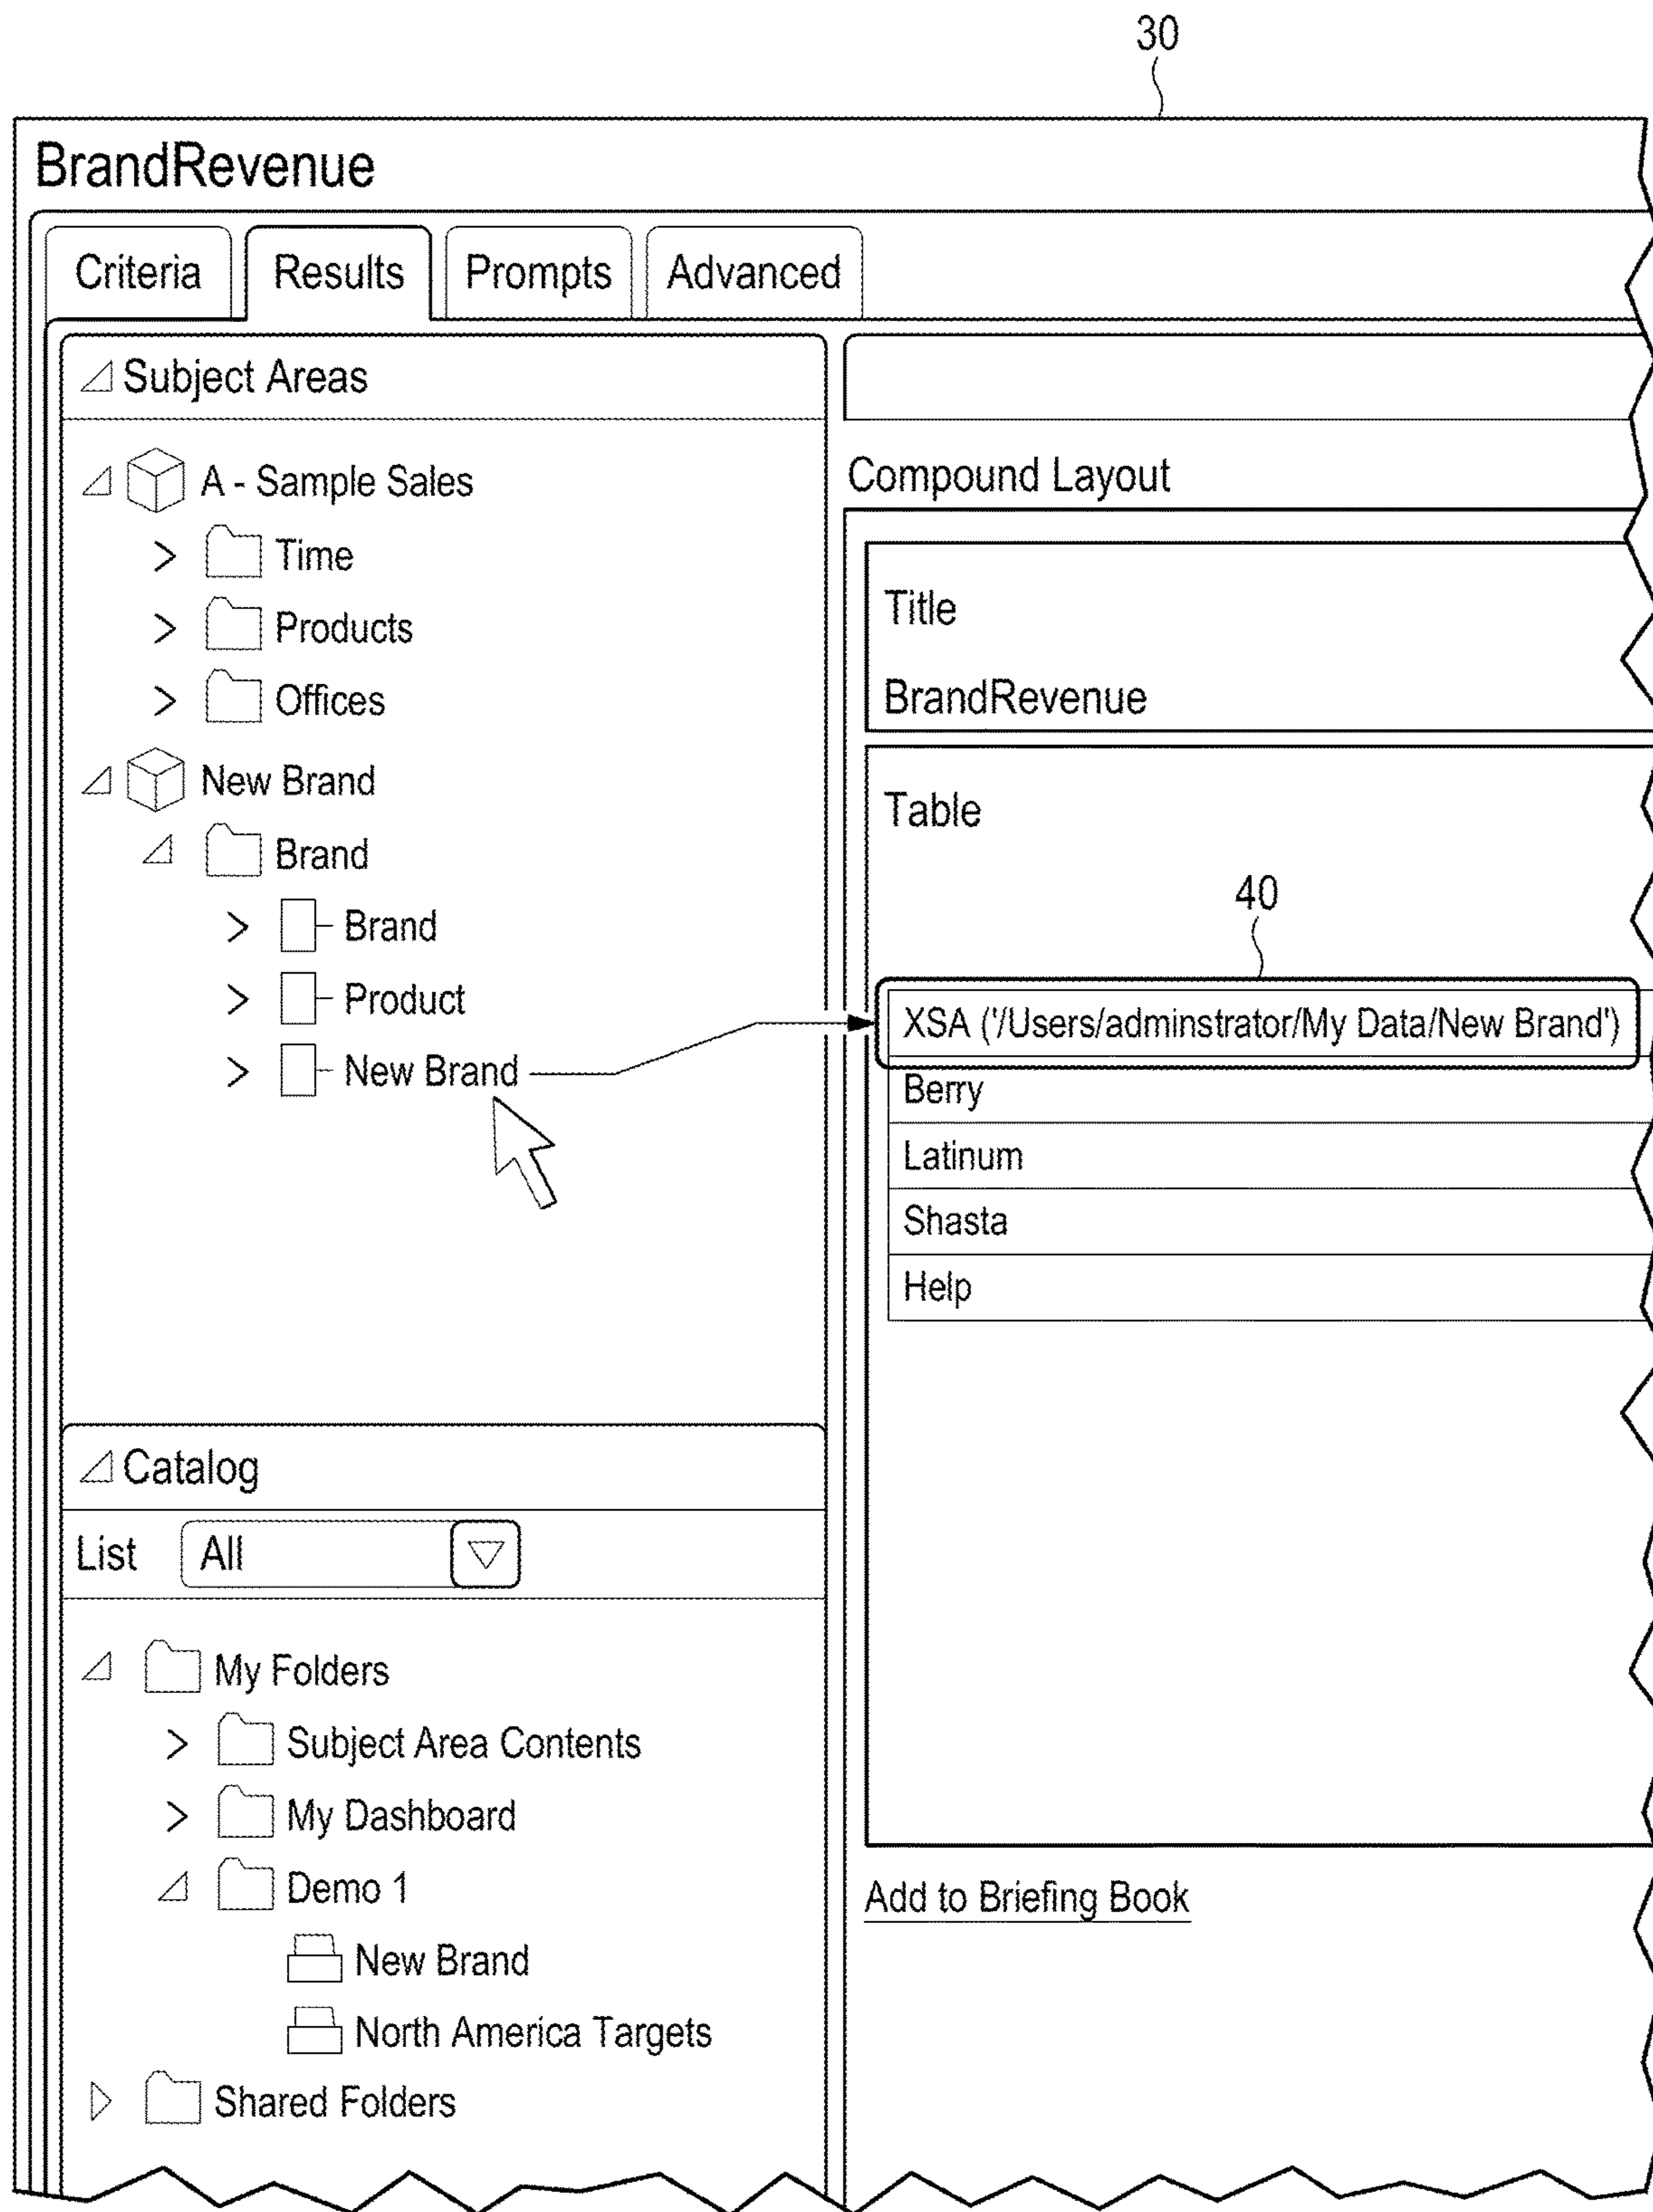 30
BrandRevenue
Criteria
Results
Prompts
Advanced
Subject Areas
A - Sample Sales
Time
Products
Offices
New Brand
Brand
Brand
Product
New Brand
Catalog
List
All
My Folders
Subject Area Contents
My Dashboard
Demo 1
New Brand
North America Targets
Shared Folders
Compound Layout
Title
BrandRevenue
Table
40
XSA ('/Users/adminstrator/My Data/New Brand')
Berry
Latinum
Shasta
Help
Add to Briefing Book